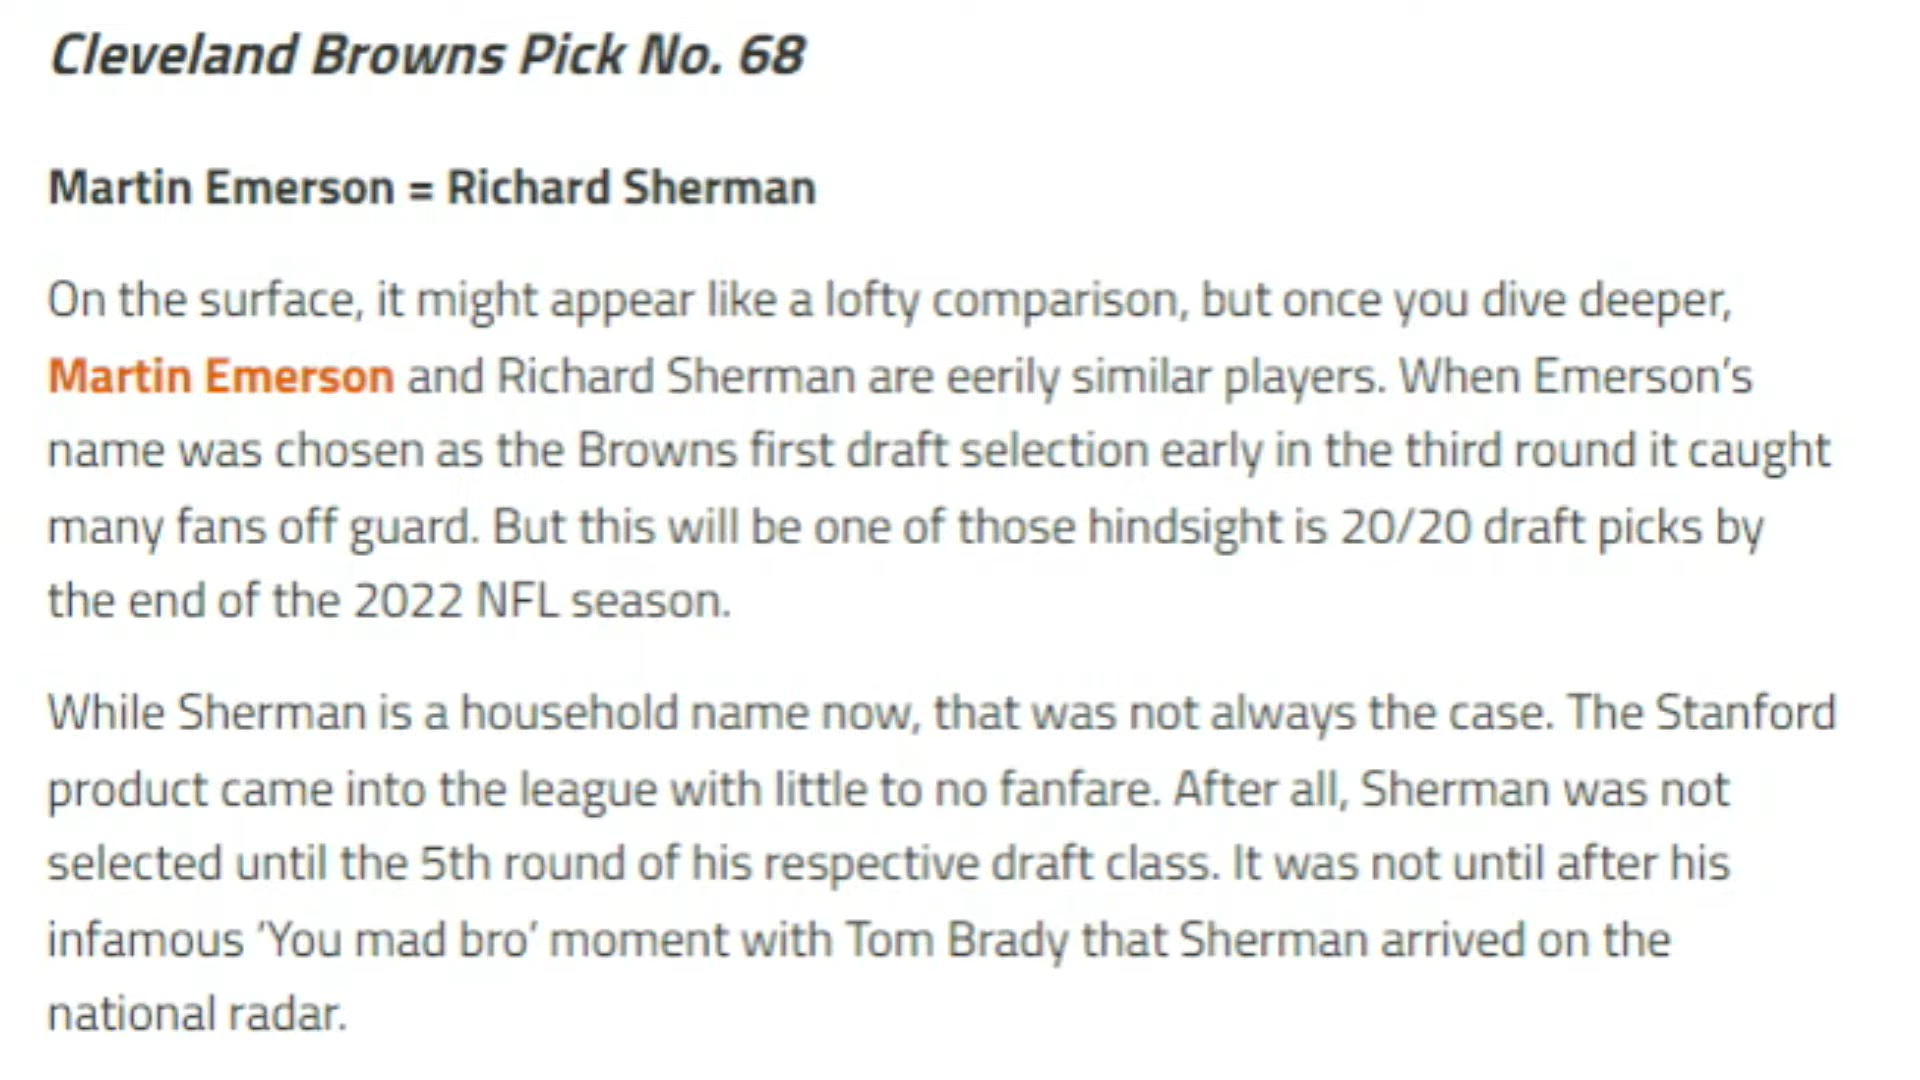 Cleveland Browns Pick No. 68
Martin Emerson = Richard Sherman
On the surface, it might appear like a lofty comparison, but once you dive deeper,
Martin Emerson and Richard Sherman are eerily similar players. When Emerson’s
name was chosen as the Browns first draft selection early in the third round it caught
many fans off guard. But this will be one of those hindsight is 20/20 draft picks by
the end of the 2022 NFL season.
While Sherman is a household name now, that was not always the case. The Stanford
product came into the league with little to no fanfare. After all, Sherman was not
selected until the 5th round of his respective draft class. It was not until after his
infamous ‘You mad bro’ moment with Tom Brady that Sherman arrived on the
national radar.